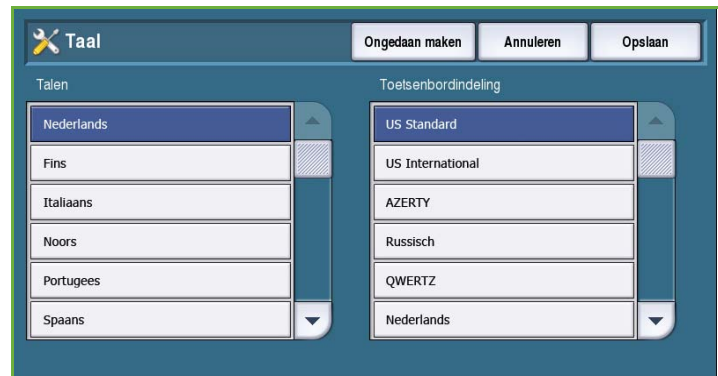 Taal
Ongedaan maken
Annuleren
Opslaan
Talen
Toetsenbordindeling
Nederlands
Fins
Italiaans
Noors
Portugees
Spaans
US Standard
US International
AZERTY
Russisch
QWERTZ
Nederlands